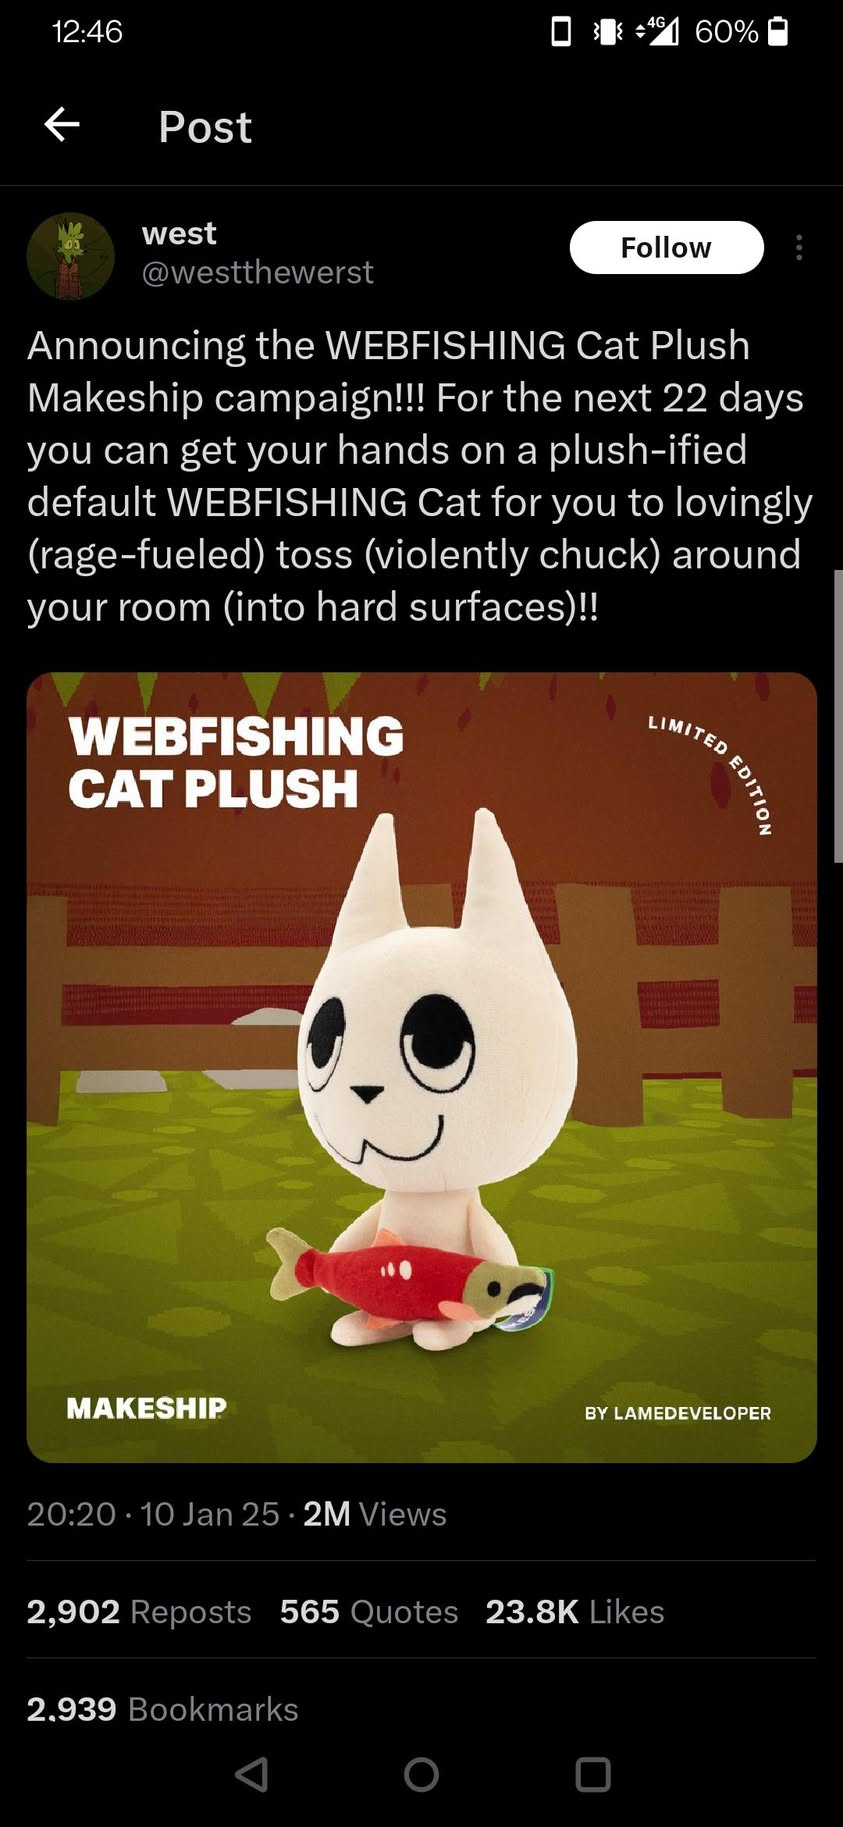 12:46
4G 60%
Post
west
@westthewerst
Follow
Announcing the WEBFISHING Cat Plush
Makeship campaign!!! For the next 22 days
you can get your hands on a plush-ified
default WEBFISHING Cat for you to lovingly
(rage-fueled) toss (violently chuck) around
your room (into hard surfaces)!!
WEBFISHING
CAT PLUSH
LIMITED EDITION
MAKESHIP
BY LAMEDEVELOPER
20:20 · 10 Jan 25 · 2M Views
2,902 Reposts 565 Quotes 23.8K Likes
2,939 Bookmarks